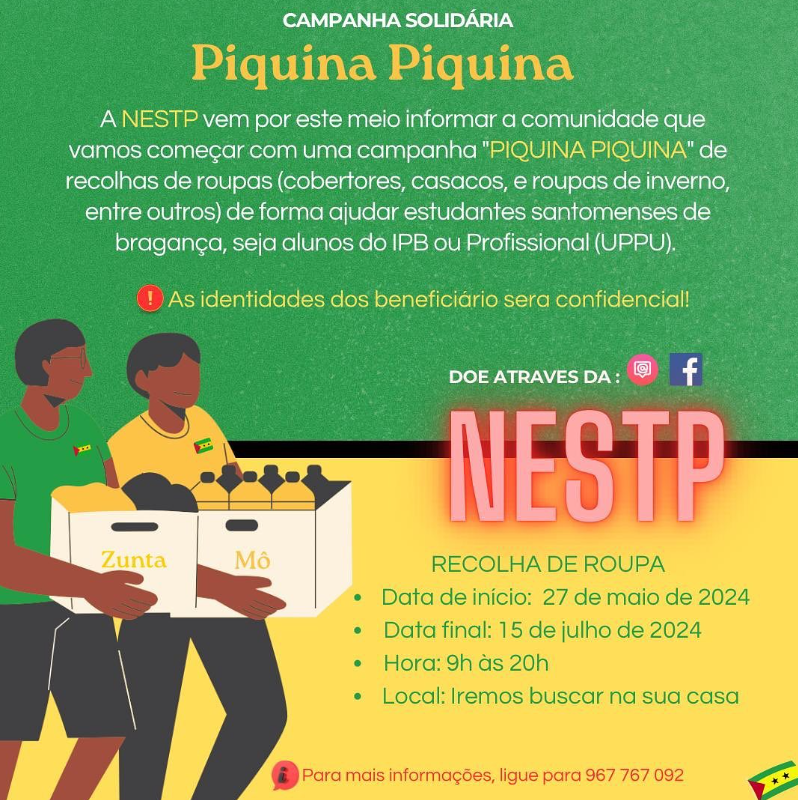 CAMPANHA SOLIDÁRIA
Piquina Piquina
A NESTP vem por este meio informar a comunidade que
vamos começar com uma campanha "PIQUINA PIQUINA" de
recolhas de roupas (cobertores, casacos, e roupas de inverno,
entre outros) de forma ajudar estudantes santomenses de
bragança, seja alunos do IPB ou Profissional (UPPU).
As identidades dos beneficiário sera confidencial!
DOE ATRAVES DA :
NESTP
Zunta
Mô
RECOLHA DE ROUPA
• Data de início: 27 de maio de 2024
• Data final: 15 de julho de 2024
• Hora: 9h às 20h
• Local: Iremos buscar na sua casa
Para mais informações, ligue para 967 767 092